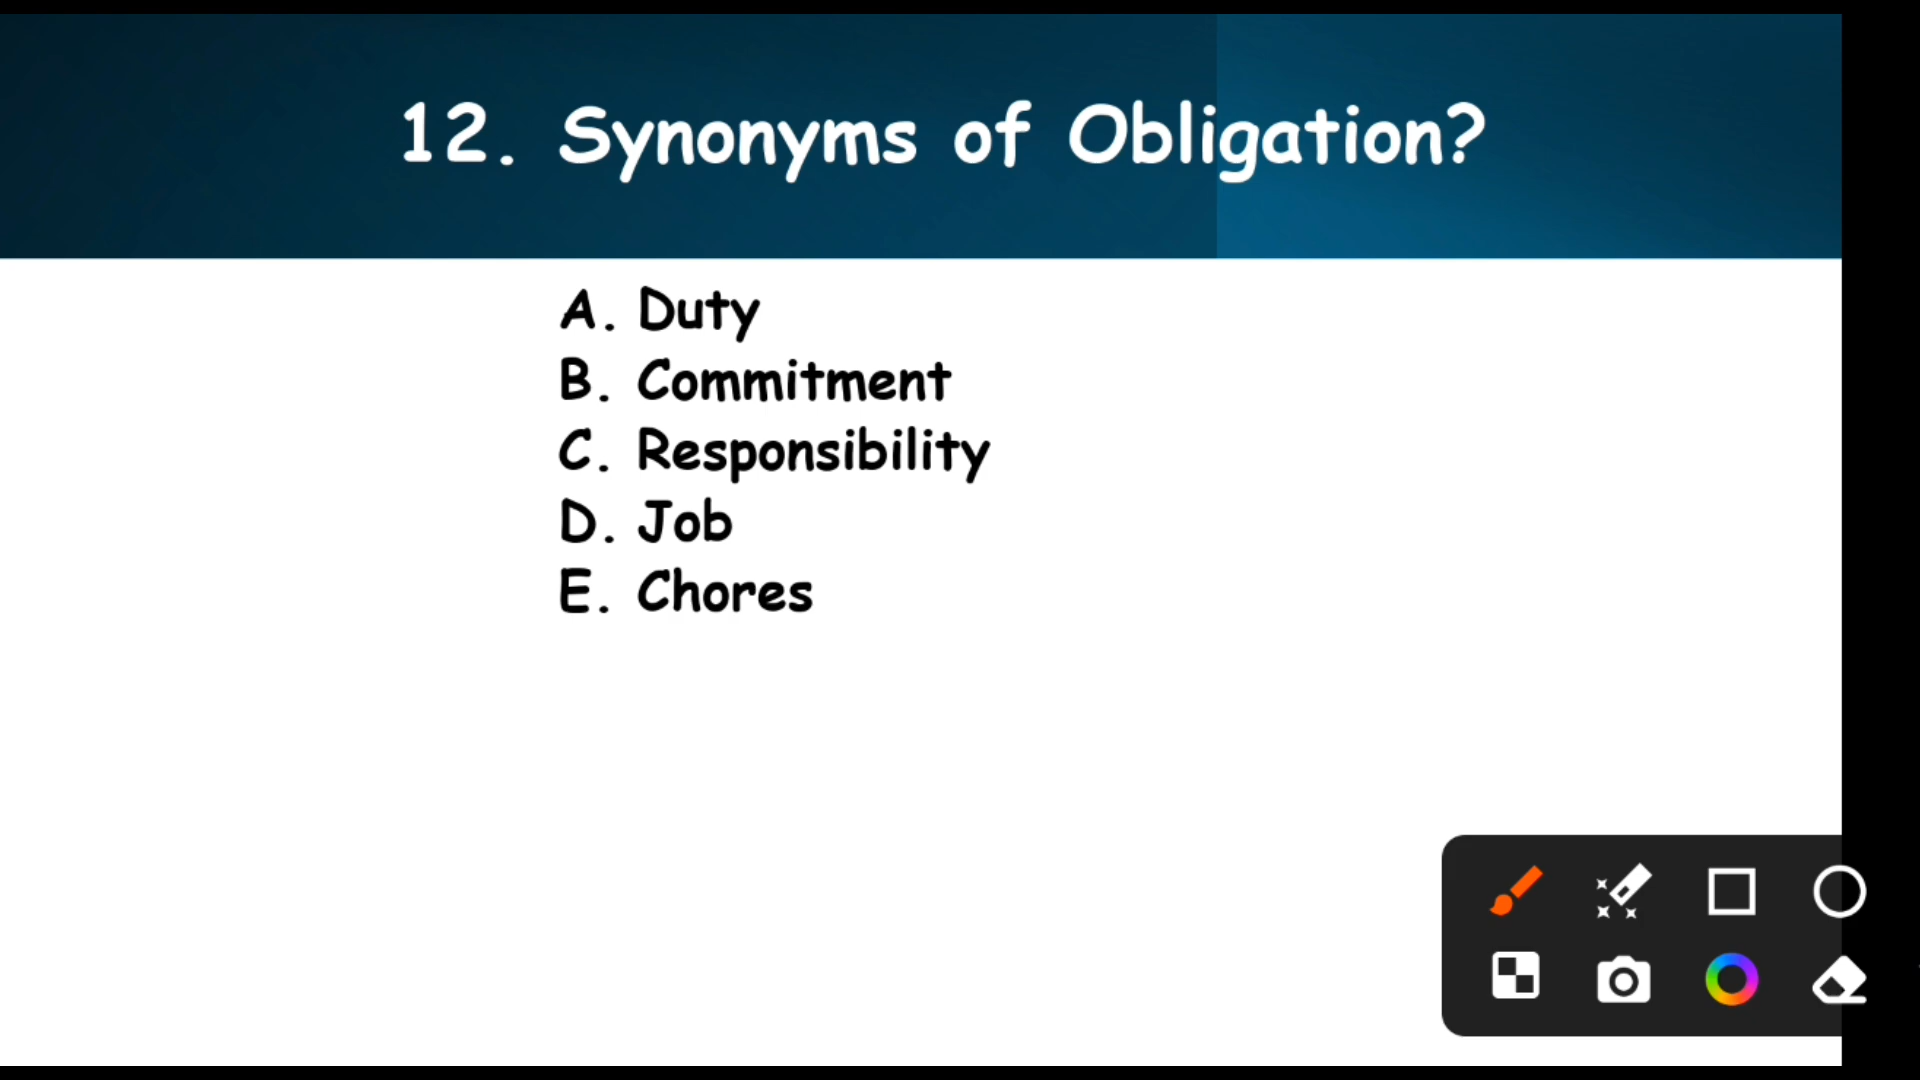 12. Synonyms of Obligation?
A. Duty
B. Commitment
C. Responsibility
D. Job
E. Chores